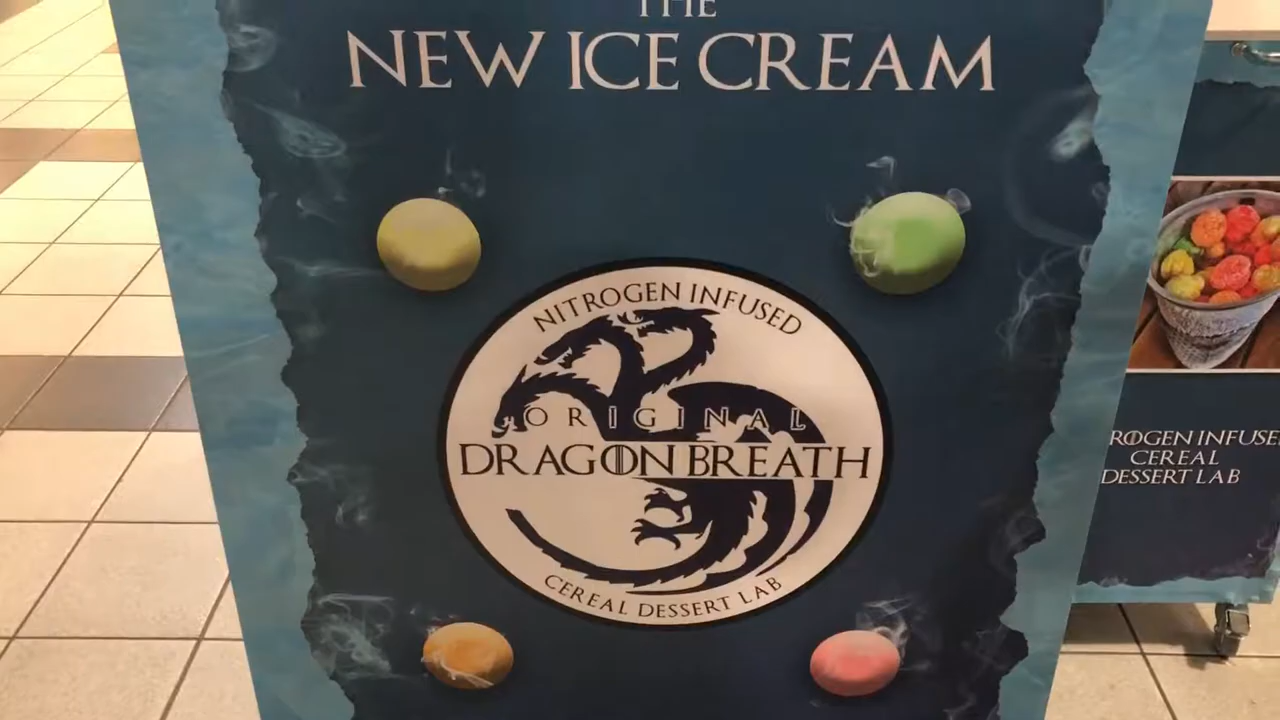 THE
NEW ICE CREAM
NITROGEN INFUSED
ORIGINAL
DRAGON BREATH
CEREAL DESSERT LAB
ROGEN INFUSE
CEREAL
DESSERT LAB